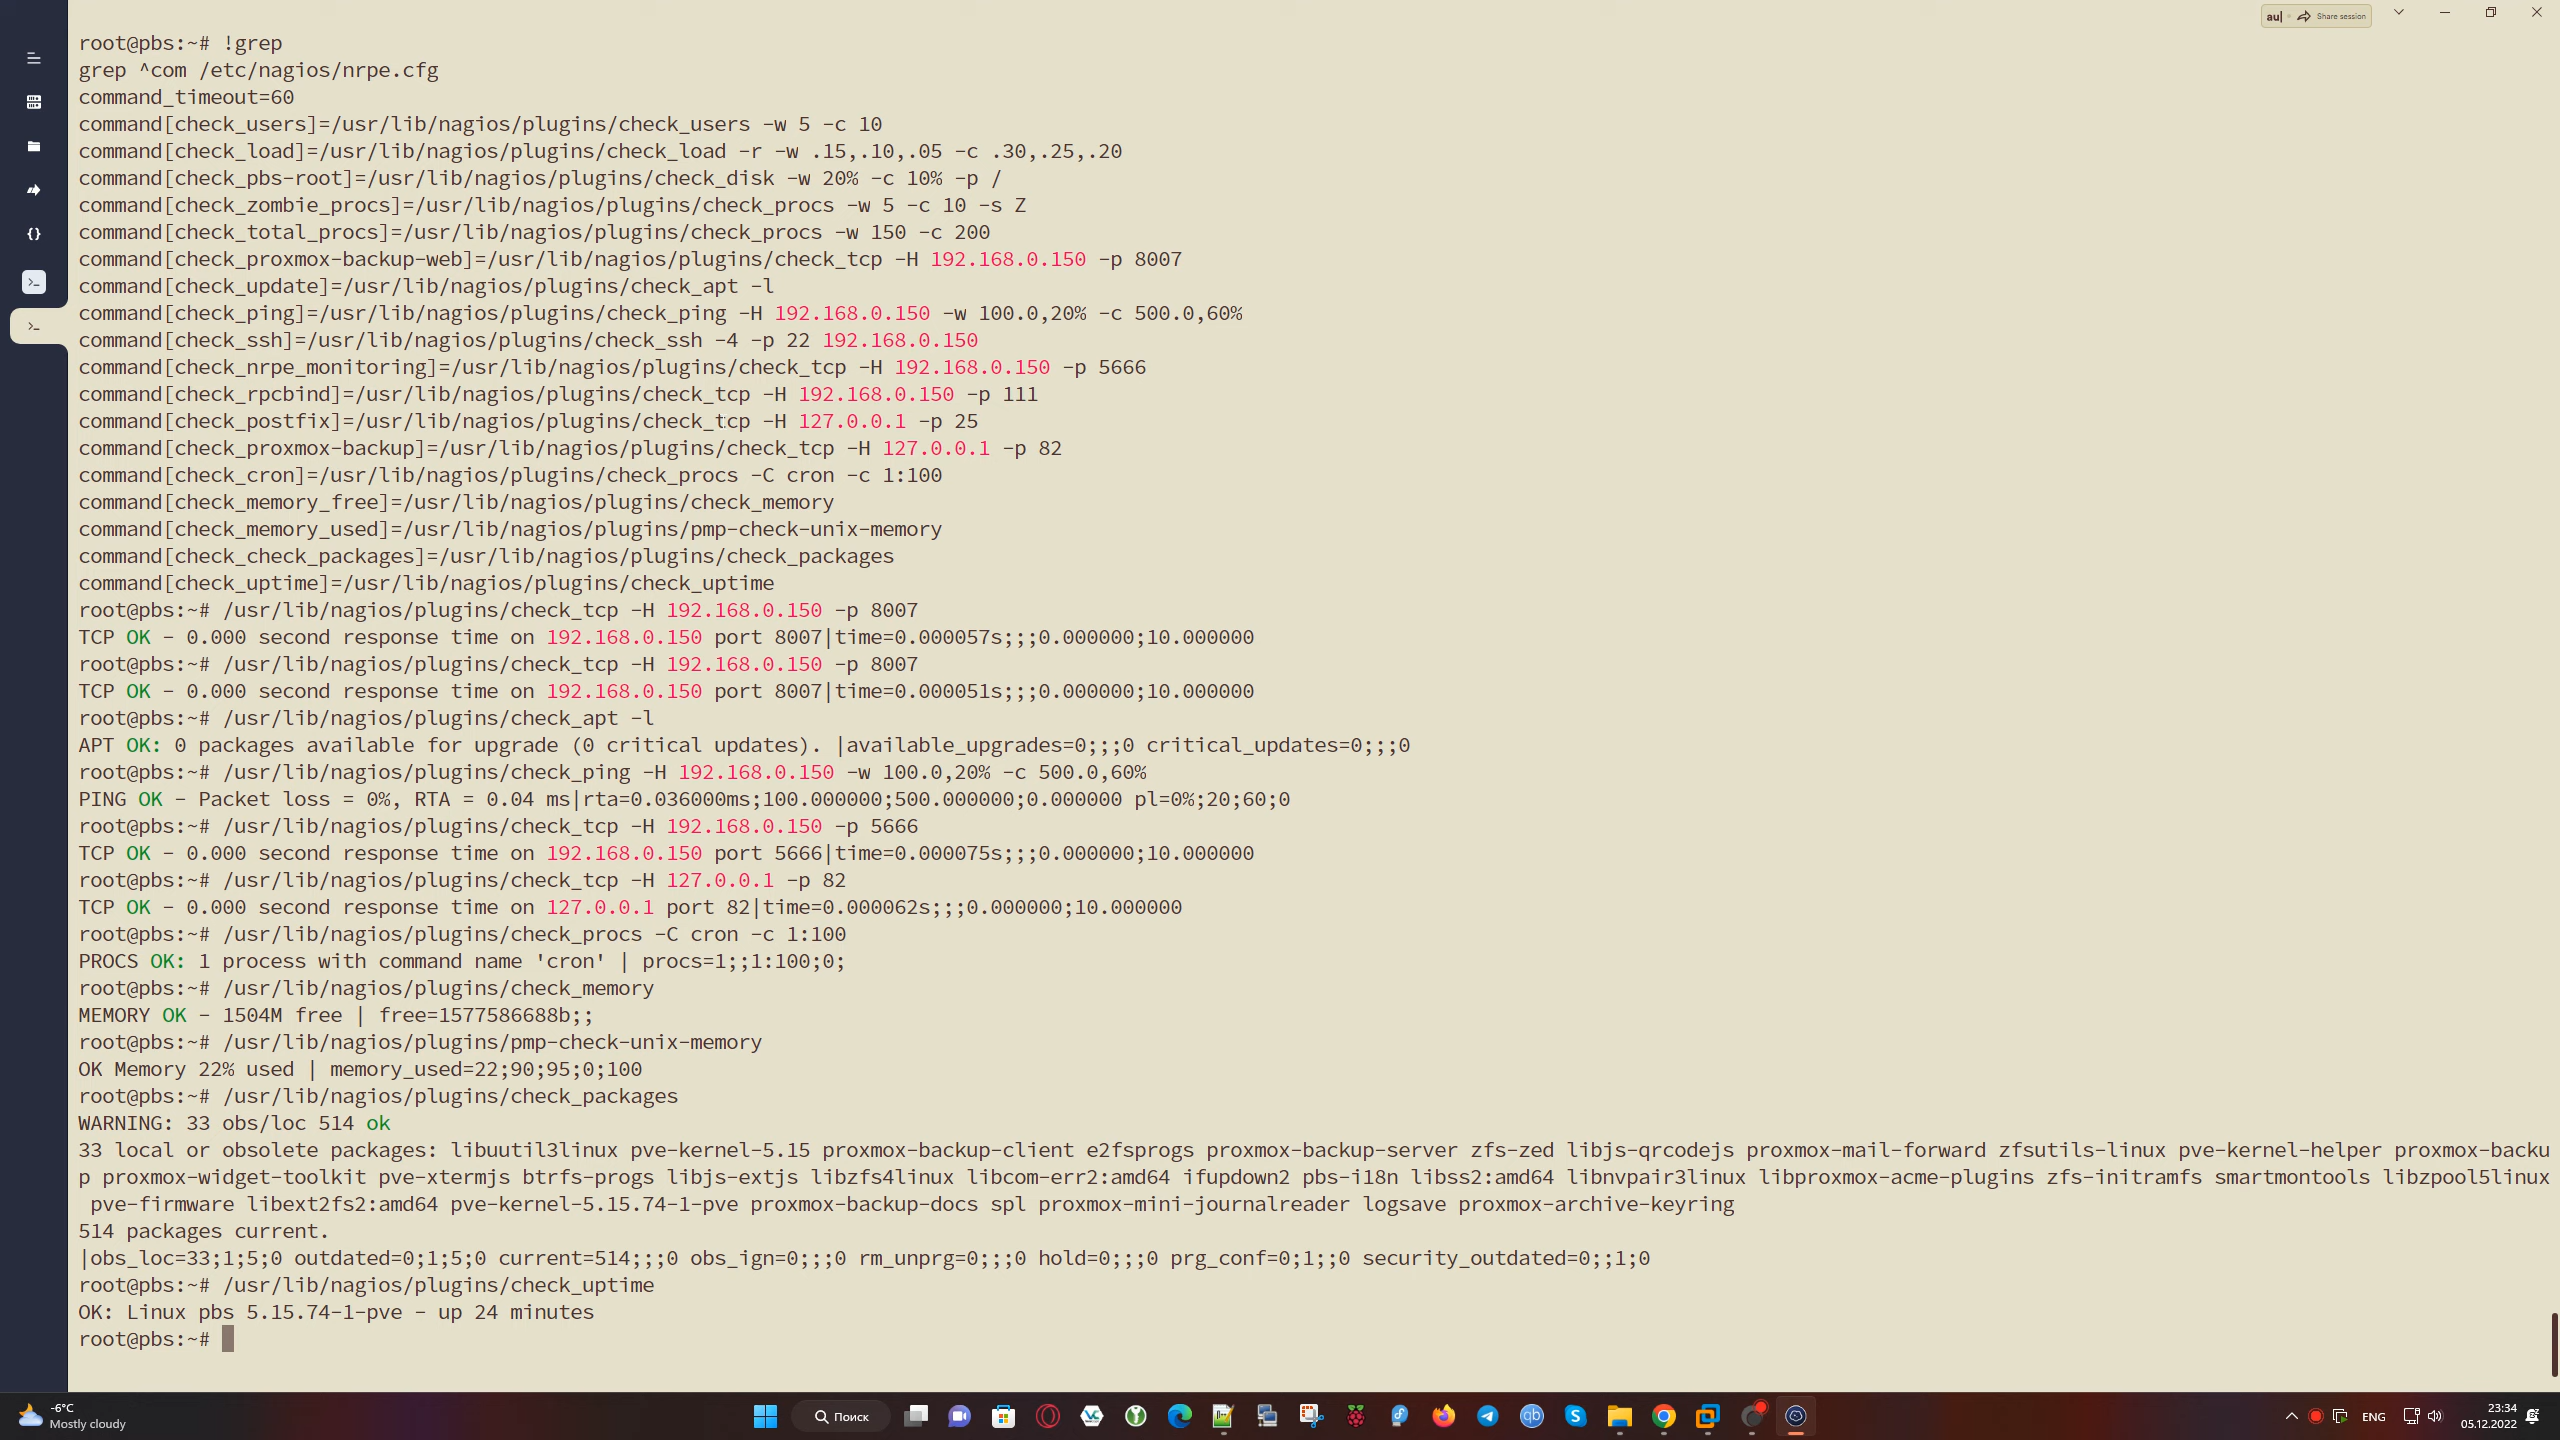 au| Share session
root@pbs:~# !grep
grep ^com /etc/nagios/nrpe.cfg
command_timeout=60
command[check_users]=/usr/lib/nagios/plugins/check_users -w 5 -c 10
command[check_load]=/usr/lib/nagios/plugins/check_load -r -w .15,.10,.05 -c .30,.25,.20
command[check_pbs-root]=/usr/lib/nagios/plugins/check_disk -w 20% -c 10% -p /
command[check_zombie_procs]=/usr/lib/nagios/plugins/check_procs -w 5 -c 10 -s Z
command[check_total_procs]=/usr/lib/nagios/plugins/check_procs -w 150 -c 200
command[check_proxmox-backup-web]=/usr/lib/nagios/plugins/check_tcp -H 192.168.0.150 -p 8007
command[check_update]=/usr/lib/nagios/plugins/check_apt -l
command[check_ping]=/usr/lib/nagios/plugins/check_ping -H 192.168.0.150 -w 100.0,20% -c 500.0,60%
command[check_ssh]=/usr/lib/nagios/plugins/check_ssh -4 -p 22 192.168.0.150
command[check_nrpe_monitoring]=/usr/lib/nagios/plugins/check_tcp -H 192.168.0.150 -p 5666
command[check_rpcbind]=/usr/lib/nagios/plugins/check_tcp -H 192.168.0.150 -p 111
command[check_postfix]=/usr/lib/nagios/plugins/check_tcp -H 127.0.0.1 -p 25
command[check_proxmox-backup]=/usr/lib/nagios/plugins/check_tcp -H 127.0.0.1 -p 82
command[check_cron]=/usr/lib/nagios/plugins/check_procs -C cron -c 1:100
command[check_memory_free]=/usr/lib/nagios/plugins/check_memory
command[check_memory_used]=/usr/lib/nagios/plugins/pmp-check-unix-memory
command[check_check_packages]=/usr/lib/nagios/plugins/check_packages
command[check_uptime]=/usr/lib/nagios/plugins/check_uptime
root@pbs:~# /usr/lib/nagios/plugins/check_tcp -H 192.168.0.150 -p 8007
TCP OK - 0.000 second response time on 192.168.0.150 port 8007|time=0.000057s;;;0.000000;10.000000
root@pbs:~# /usr/lib/nagios/plugins/check_tcp -H 192.168.0.150 -p 8007
TCP OK - 0.000 second response time on 192.168.0.150 port 8007|time=0.000051s;;;0.000000;10.000000
root@pbs:~# /usr/lib/nagios/plugins/check_apt -l
APT OK: 0 packages available for upgrade (0 critical updates). |available_upgrades=0;;;0 critical_updates=0;;;0
root@pbs:~# /usr/lib/nagios/plugins/check_ping -H 192.168.0.150 -w 100.0,20% -c 500.0,60%
PING OK - Packet loss = 0%, RTA = 0.04 ms|rta=0.036000ms;100.000000;500.000000;0.000000 pl=0%;20;60;0
root@pbs:~# /usr/lib/nagios/plugins/check_tcp -H 192.168.0.150 -p 5666
TCP OK - 0.000 second response time on 192.168.0.150 port 5666|time=0.000075s;;;0.000000;10.000000
root@pbs:~# /usr/lib/nagios/plugins/check_tcp -H 127.0.0.1 -p 82
TCP OK - 0.000 second response time on 127.0.0.1 port 82|time=0.000062s;;;0.000000;10.000000
root@pbs:~# /usr/lib/nagios/plugins/check_procs -C cron -c 1:100
PROCS OK: 1 process with command name 'cron' | procs=1;;1:100;0;
root@pbs:~# /usr/lib/nagios/plugins/check_memory
MEMORY OK - 1504M free | free=1577586688b;;
root@pbs:~# /usr/lib/nagios/plugins/pmp-check-unix-memory
OK Memory 22% used | memory_used=22;90;95;0;100
root@pbs:~# /usr/lib/nagios/plugins/check_packages
WARNING: 33 obs/loc 514 ok
33 local or obsolete packages: libuutil3linux pve-kernel-5.15 proxmox-backup-client e2fsprogs proxmox-backup-server zfs-zed libjs-qrcodejs proxmox-mail-forward zfsutils-linux pve-kernel-helper proxmox-backu
p proxmox-widget-toolkit pve-xtermjs btrfs-progs libjs-extjs libzfs4linux libcom-err2:amd64 ifupdown2 pbs-i18n libss2:amd64 libnvpair3linux libproxmox-acme-plugins zfs-initramfs smartmontools libzpool5linux
pve-firmware libext2fs2:amd64 pve-kernel-5.15.74-1-pve proxmox-backup-docs spl proxmox-mini-journalreader logsave proxmox-archive-keyring
514 packages current.
|obs_loc=33;1;5;0 outdated=0;1;5;0 current=514;;;0 obs_ign=0;;;0 rm_unprg=0;;;0 hold=0;;;0 prg_conf=0;1;;0 security_outdated=0;;1;0
root@pbs:~# /usr/lib/nagios/plugins/check_uptime
OK: Linux pbs 5.15.74-1-pve - up 24 minutes
root@pbs:~#
-6°C
Mostly cloudy
Поиск
ENG
23:34
05.12.2022